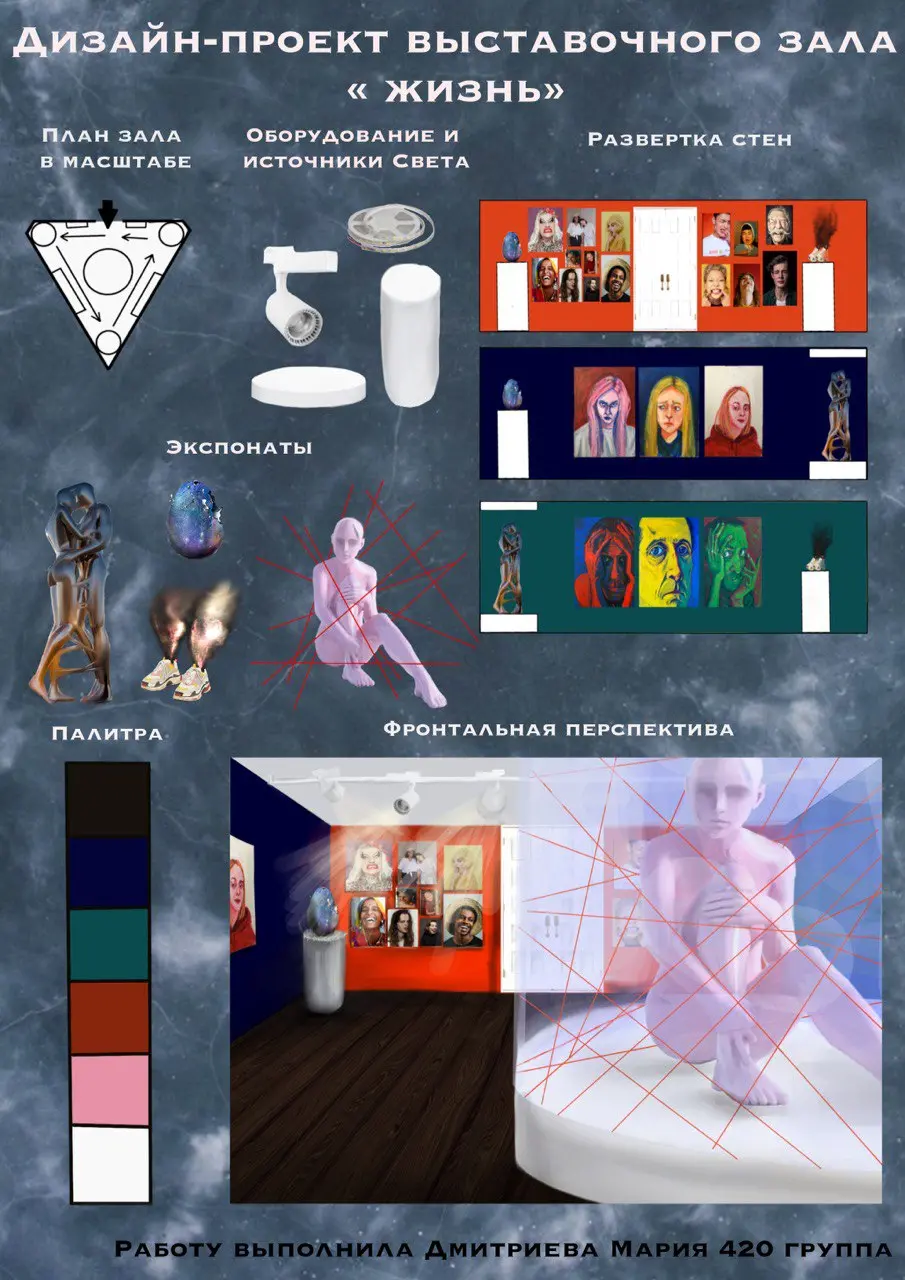 Дизайн-проект выставочного зала
« жизнь»
План зала
в масштабе
Оборудование и
источники Света
Развертка стен
Экспонаты
Палитра
Фронтальная перспектива
Работу выполнила Дмитриева Мария 420 группа